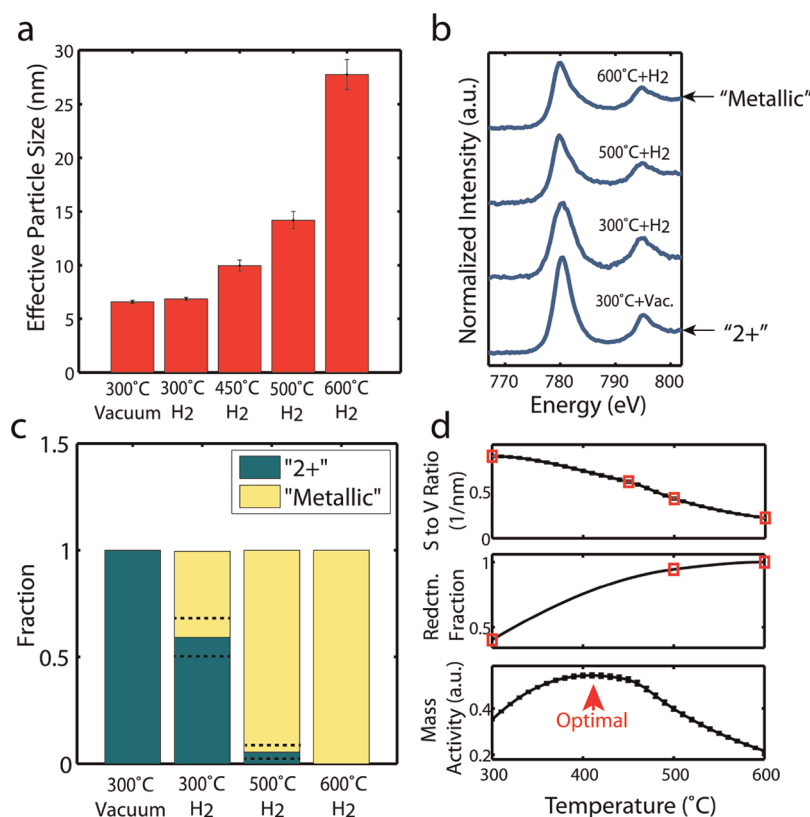 a
Effective Particle Size (nm)
30
25
20
15
10
5
0
300˚C
Vacuum
300˚C
H2
450˚C
H2
500˚C
H2
600˚C
H2
b
Normalized Intensity (a.u.)
600˚C+H2
"Metallic"
500˚C+H2
300˚C+H2
300˚C+Vac.
"2+"
770
780
790
800
Energy (eV)
c
Fraction
1.5
1
0.5
0
"2+"
"Metallic"
300˚C
Vacuum
300˚C
H2
500˚C
H2
600˚C
H2
d
S to V Ratio
(1/nm)
0.5
0
Redctn.
Fraction
1
0.5
Mass
Activity (a.u.)
0.4
0.2
Optimal
300
400
500
600
Temperature (˚C)